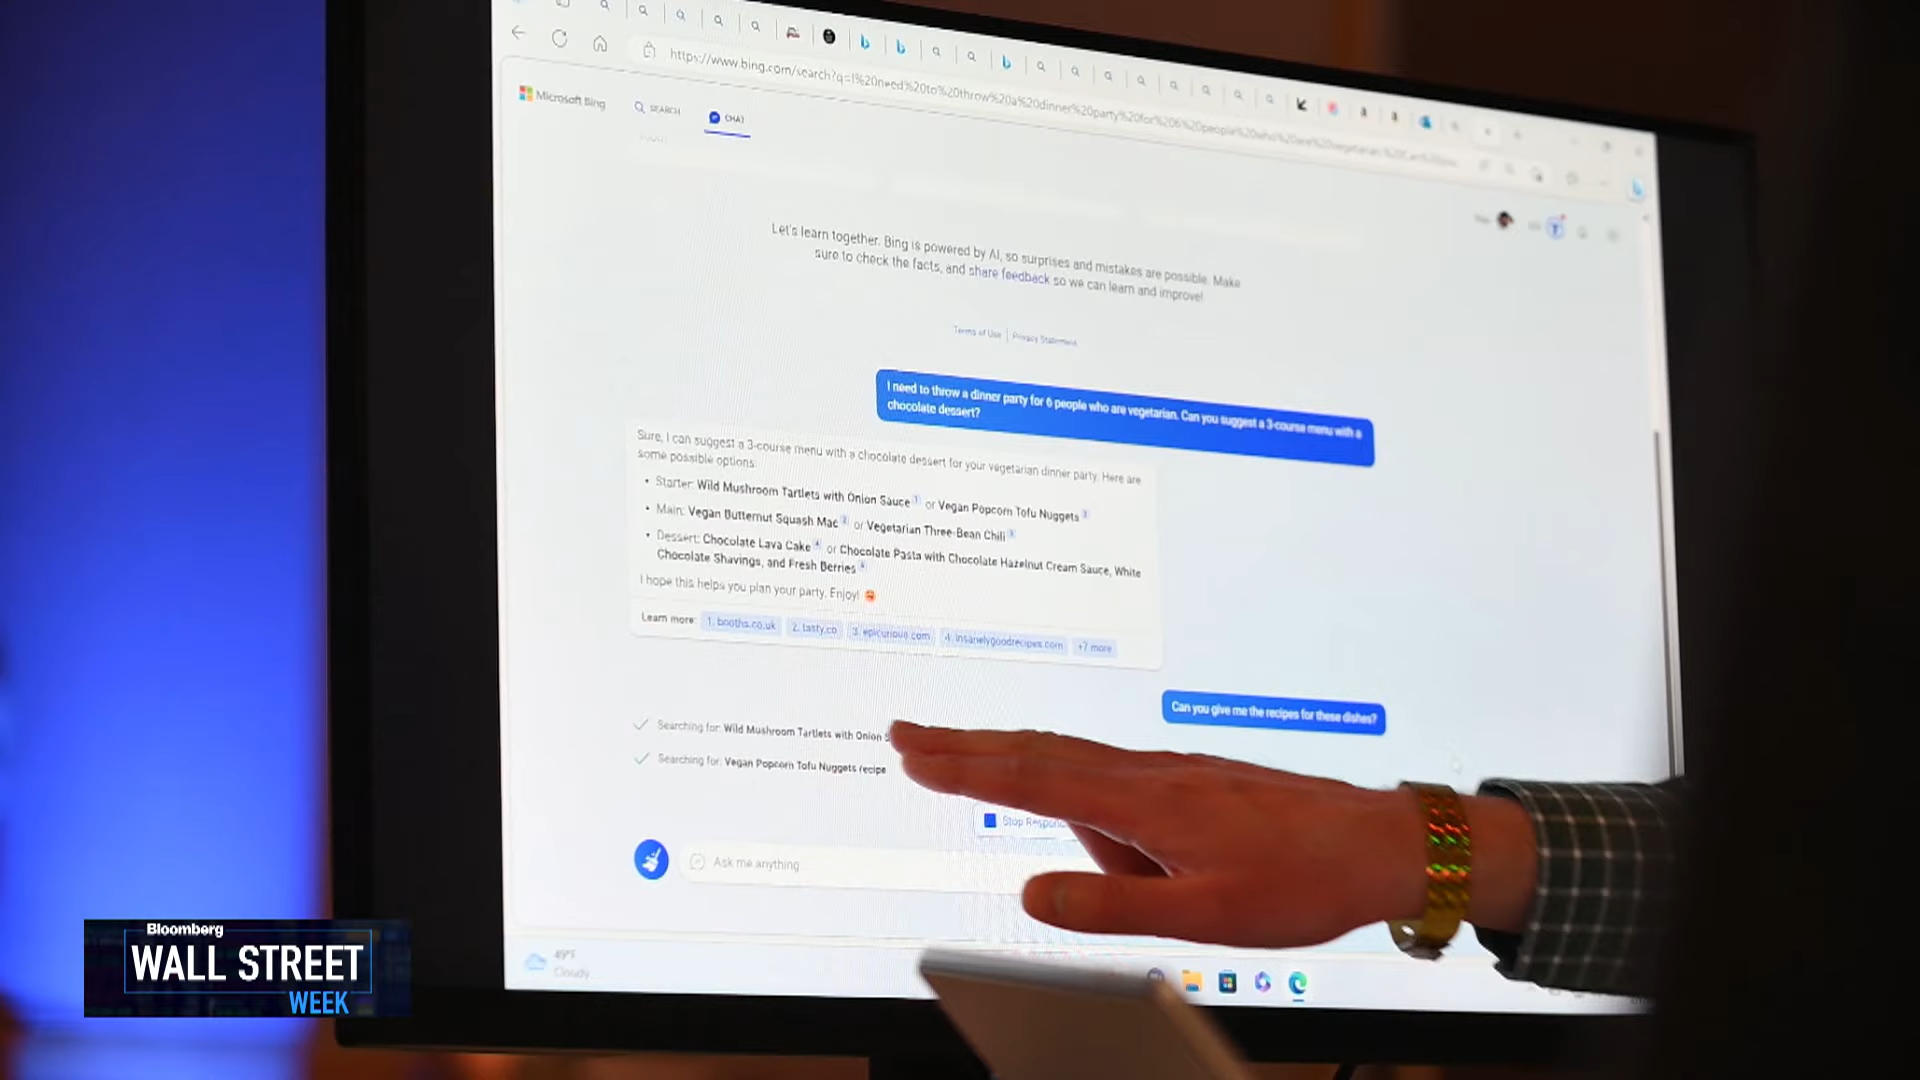 https://www.bing.com/search?q=I%20need%20to%20throw%20a%20dinner%20party%20for%206%20people%20who%20are%20vegetarian.%20Can%20
Microsoft Bing
SEARCH
CHAT
Let's learn together. Bing is powered by AI, so surprises and mistakes are possible. Make
sure to check the facts, and share feedback so we can learn and improve!
Terms of Use | Privacy Statement
I need to throw a dinner party for 6 people who are vegetarian. Can you suggest a 3-course menu with a
chocolate dessert?
Sure, I can suggest a 3-course menu with a chocolate dessert for your vegetarian dinner party. Here are
some possible options:
• Starter: Wild Mushroom Tartlets with Onion Sauce 1 or Vegan Popcorn Tofu Nuggets 2
• Main: Vegan Butternut Squash Mac 2 or Vegetarian Three-Bean Chili 3
• Dessert: Chocolate Lava Cake 4 or Chocolate Pasta with Chocolate Hazelnut Cream Sauce, White
Chocolate Shavings, and Fresh Berries
I hope this helps you plan your party. Enjoy!
Learn more: 1. booths.co.uk 2. tasty.co 3. epicurious.com 4. insanelygoodrecipes.com +7 more
Can you give me the recipes for these dishes?
Searching for: Wild Mushroom Tartlets with Onion S
Searching for: Vegan Popcorn Tofu Nuggets recipe
Stop Respon
Ask me anything
49°F
Cloudy
Bloomberg
WALL STREET
WEEK